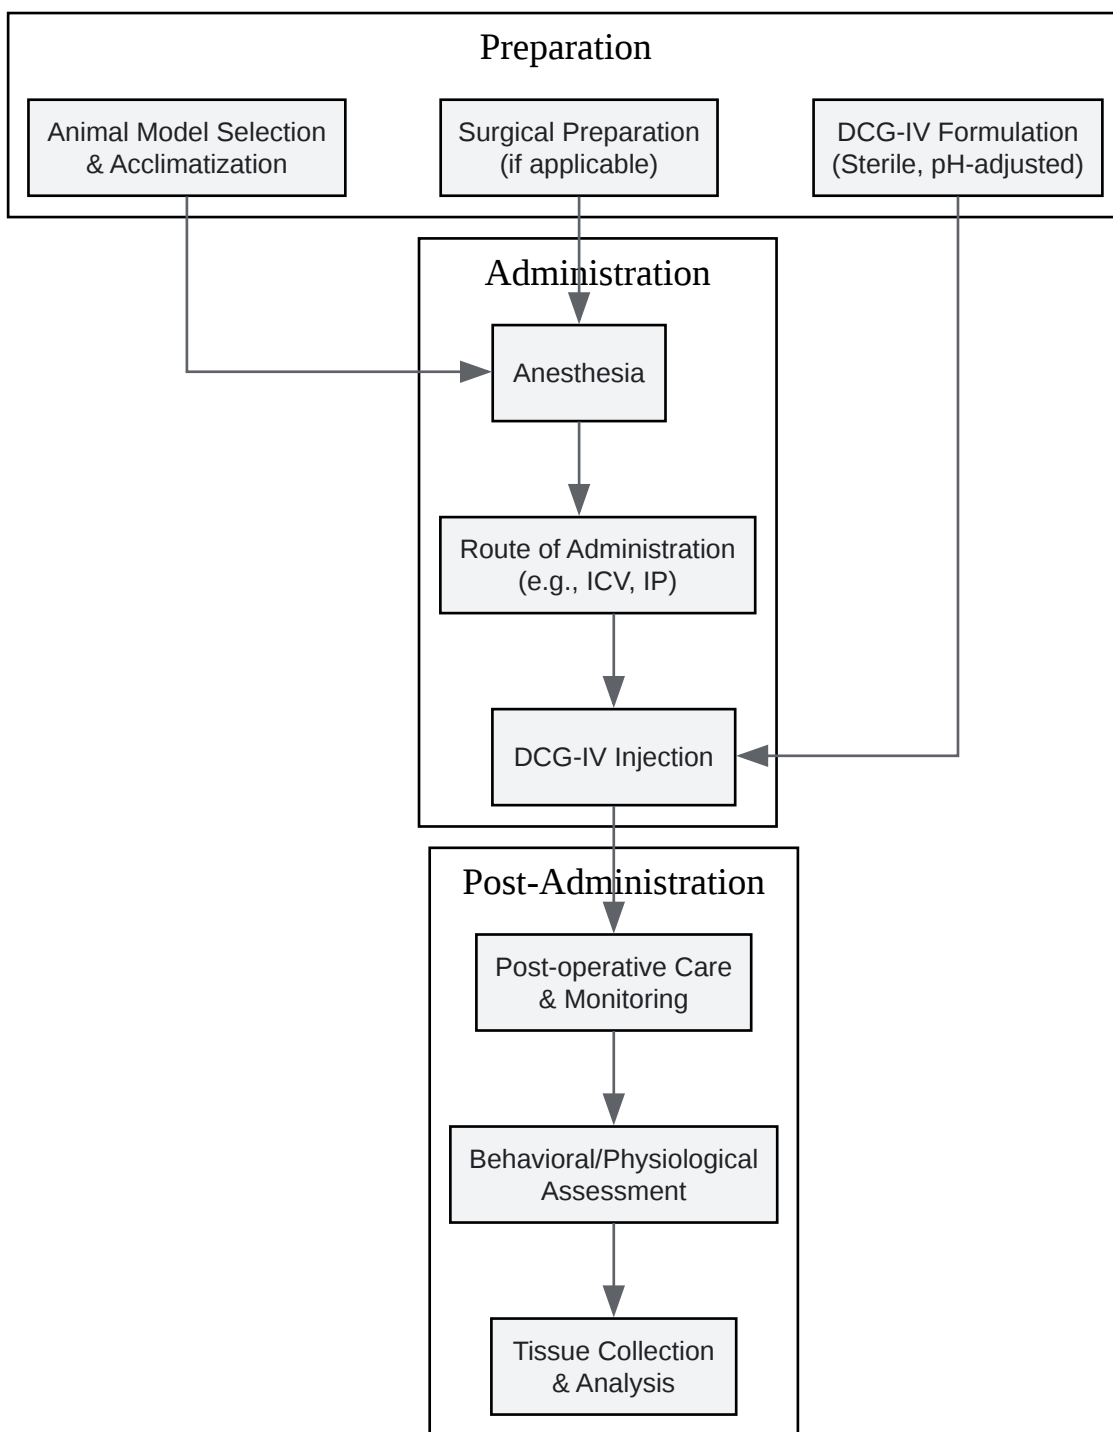 Preparation
Animal Model Selection
& Acclimatization
Surgical Preparation
(if applicable)
DCG-IV Formulation
(Sterile, pH-adjusted)
Administration
Anesthesia
Route of Administration
(e.g., ICV, IP)
DCG-IV Injection
Post-Administration
Post-operative Care
& Monitoring
Behavioral/Physiological
Assessment
Tissue Collection
& Analysis